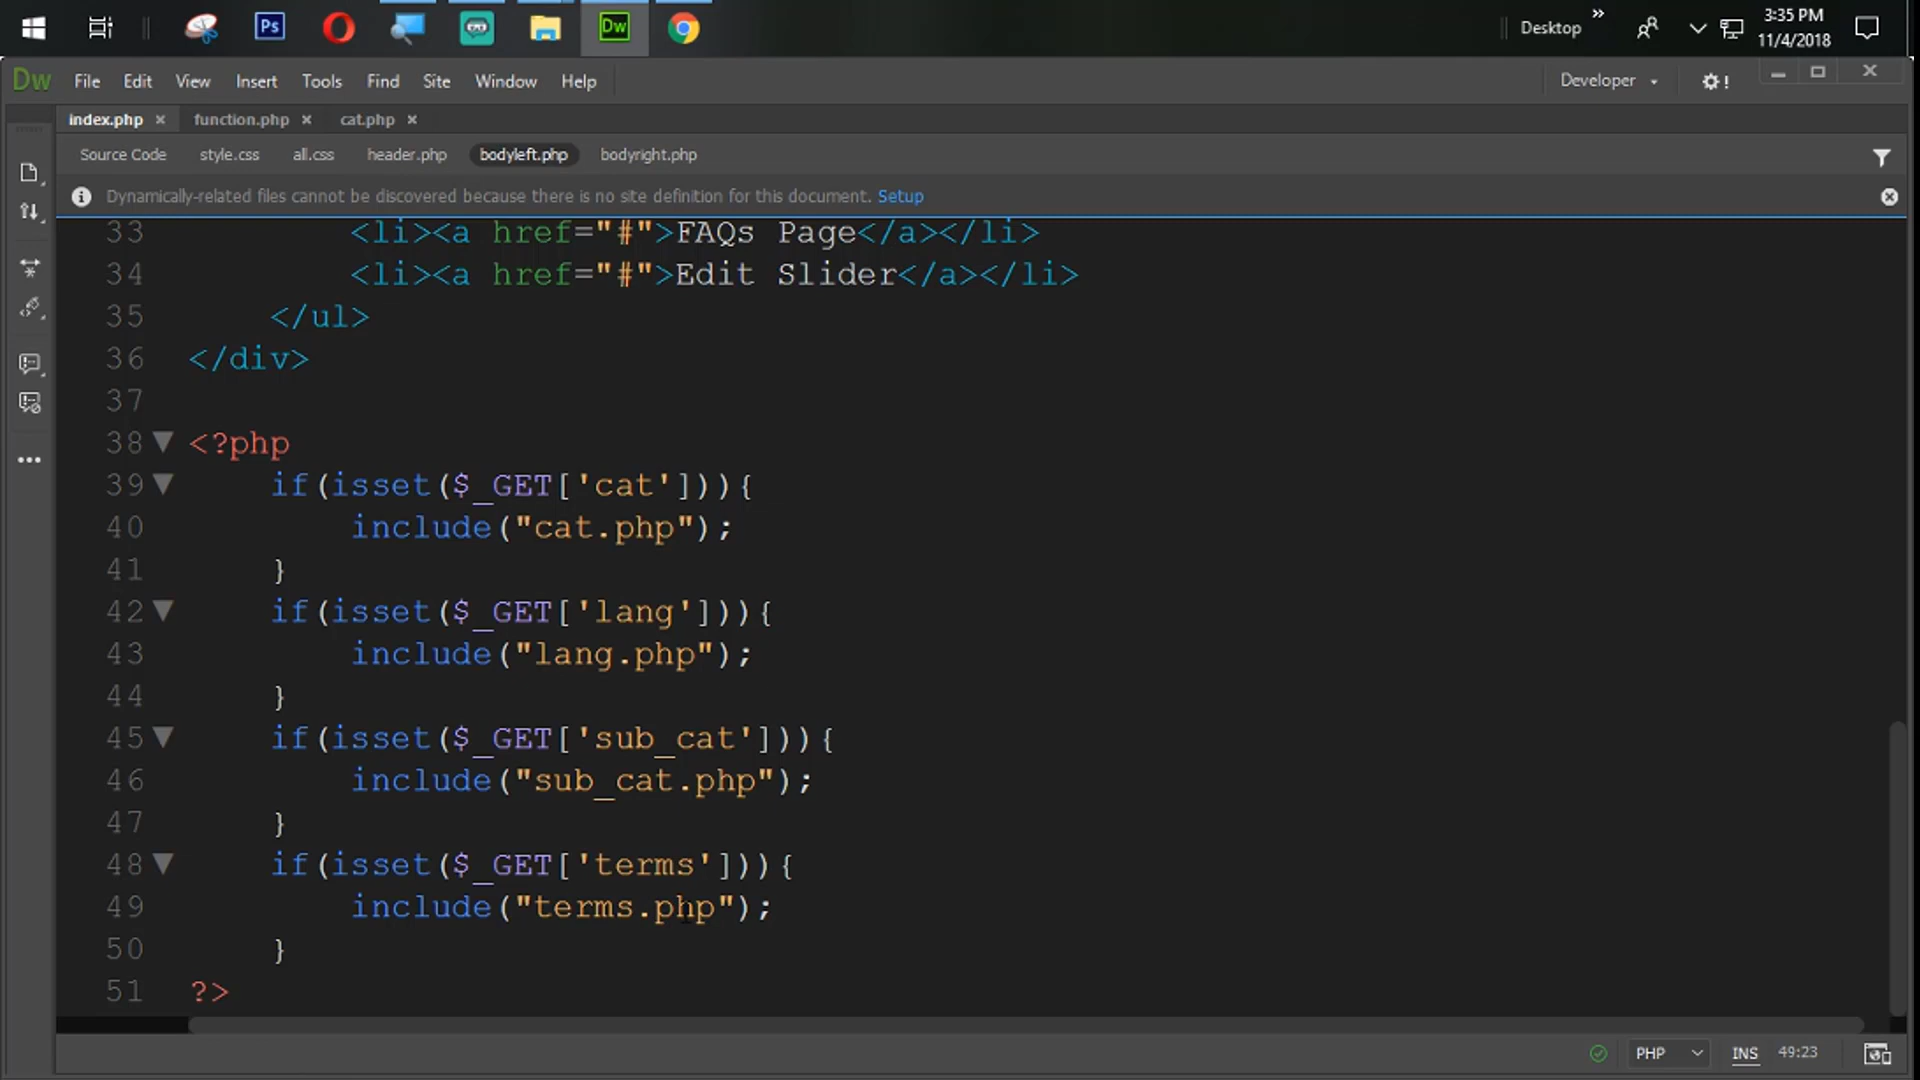 Ps
Dw
Desktop
»
3:35 PM
11/4/2018
Dw File Edit View Insert Tools Find Site Window Help
Developer
!
index.php × function.php × cat.php ×
Source Code style.css all.css header.php bodyleft.php bodyright.php
Dynamically-related files cannot be discovered because there is no site definition for this document. Setup
33 <li><a href="#">FAQs Page</a></li>
34 <li><a href="#">Edit Slider</a></li>
35 </ul>
36 </div>
37
38 <?php
39 if(isset($_GET['cat'])){
40 include("cat.php");
41 }
42 if(isset($_GET['lang'])){
43 include("lang.php");
44 }
45 if(isset($_GET['sub_cat'])){
46 include("sub_cat.php");
47 }
48 if(isset($_GET['terms'])){
49 include("terms.php");
50 }
51 ?>
PHP INS 49:23